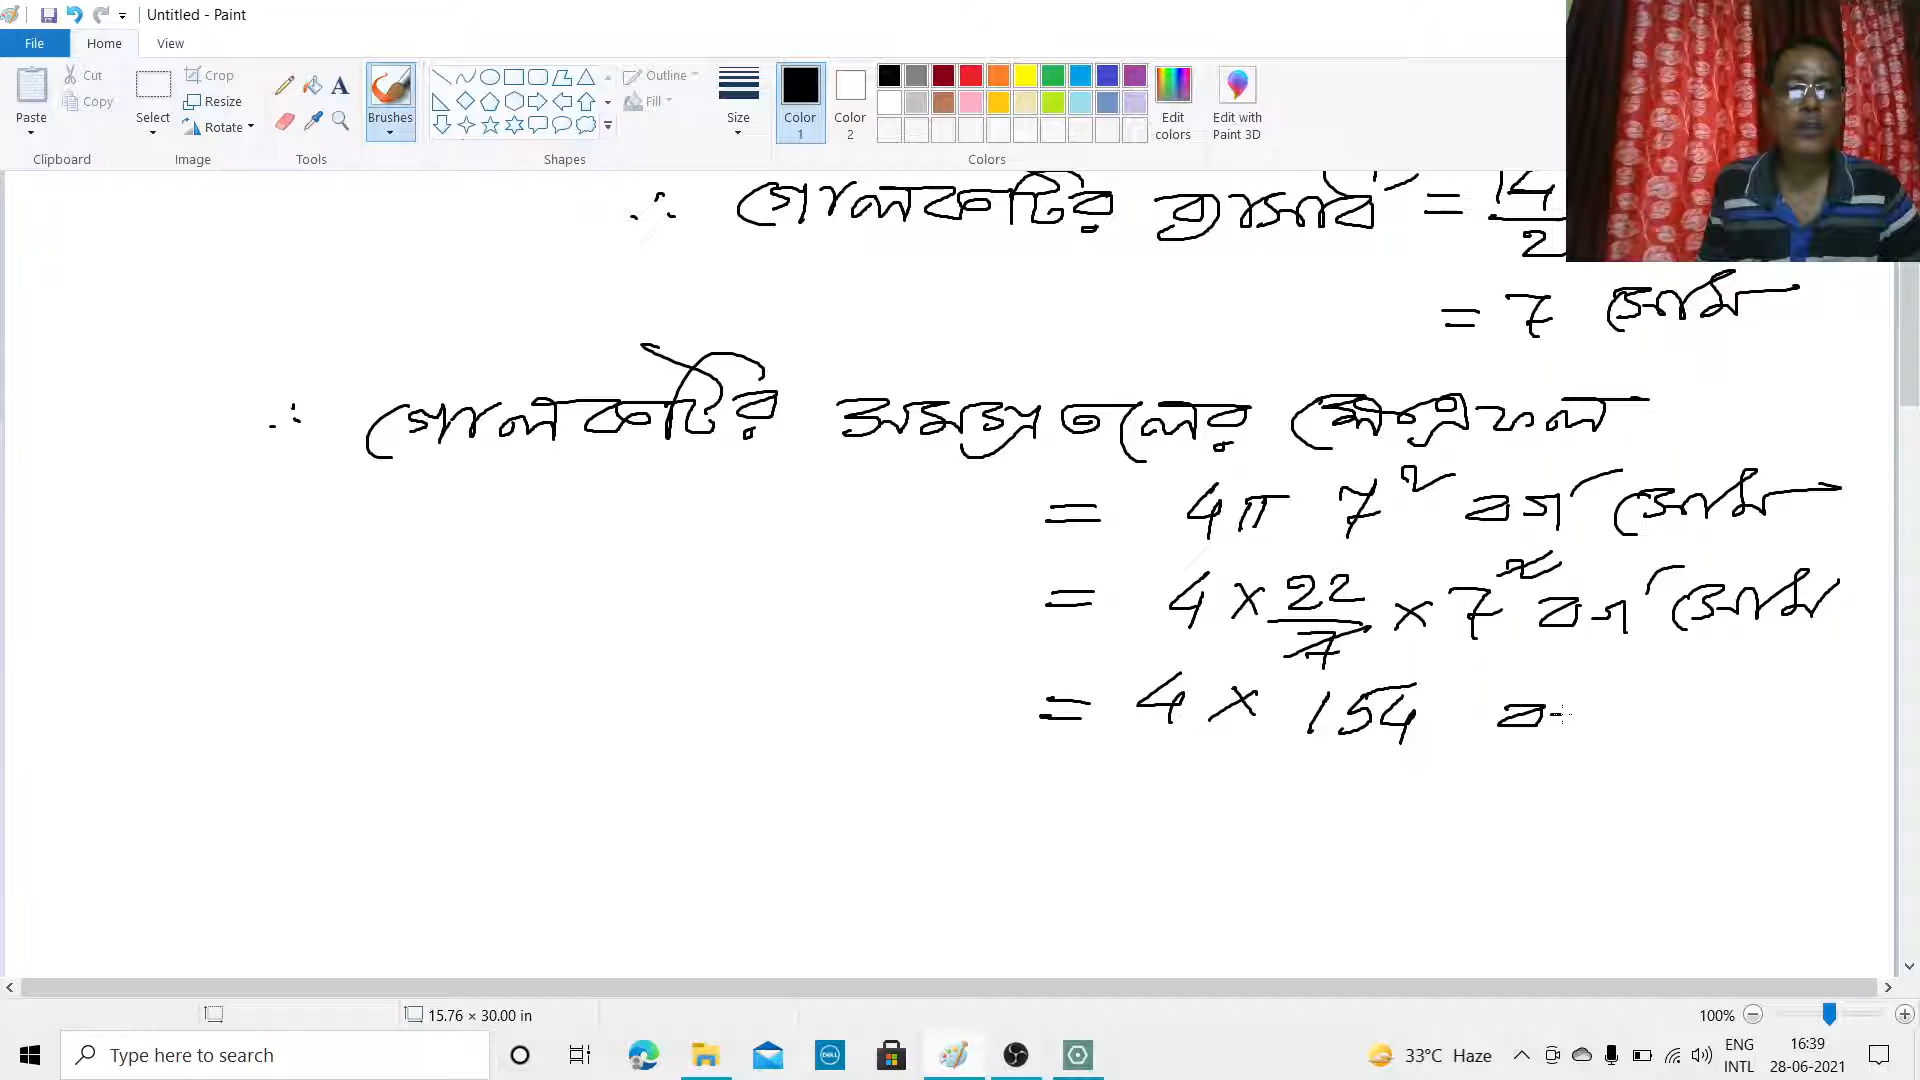 Untitled - Paint
File Home View
Paste Cut Copy Select Crop Resize Rotate Brushes Outline Fill Size Color 1 Color 2 Edit colors Edit with Paint 3D
Clipboard Image Tools Shapes Colors
∴ গোলকটির ব্যাসার্ধ = 14/2
= 7 সেমি
∴ গোলকটির সমগ্রতলের ক্ষেত্রফল
= 4π 7² বর্গ সেমি
= 4 × 22/7 × 7² বর্গ সেমি
= 4 × 154 ব
15.76 × 30.00 in 100%
Type here to search 33°C Haze ENG INTL 16:39 28-06-2021